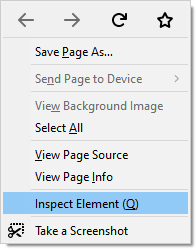 Save Page As...
Send Page to Device
View Background Image
Select All
View Page Source
View Page Info
Inspect Element (Q)
Take a Screenshot